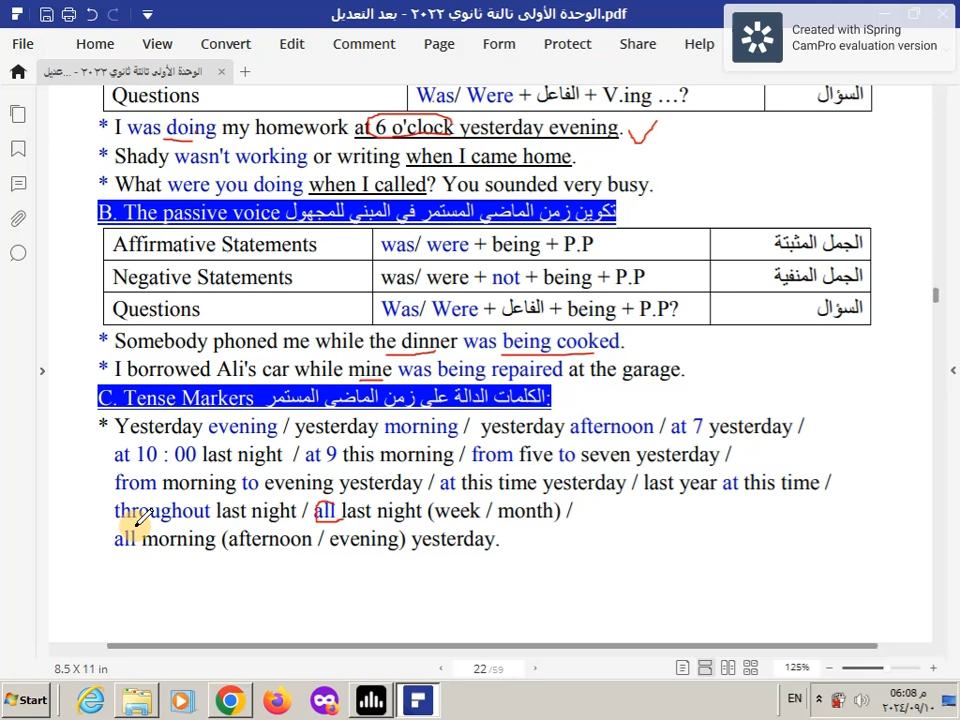 الوحدة الأولى تالتة ثانوي ٢٠٢٢ - بعد التعديل.pdf
Created with iSpring
CamPro evaluation version
File Home View Convert Edit Comment Page Form Protect Share Help
الوحدة الأولى تالتة ثانوي ٢٠٢٢ - ...عديل
Questions Was/ Were + الفاعل + V.ing …? السؤال
* I was doing my homework at 6 o'clock yesterday evening.
* Shady wasn't working or writing when I came home.
* What were you doing when I called? You sounded very busy.
B. The passive voice تكوين زمن الماضي المستمر في المبني للمجهول
Affirmative Statements was/ were + being + P.P الجمل المثبتة
Negative Statements was/ were + not + being + P.P الجمل المنفية
Questions Was/ Were + الفاعل + being + P.P? السؤال
* Somebody phoned me while the dinner was being cooked.
* I borrowed Ali's car while mine was being repaired at the garage.
C. Tense Markers الكلمات الدالة على زمن الماضي المستمر:
* Yesterday evening / yesterday morning / yesterday afternoon / at 7 yesterday /
at 10 : 00 last night / at 9 this morning / from five to seven yesterday /
from morning to evening yesterday / at this time yesterday / last year at this time /
throughout last night / all last night (week / month) /
all morning (afternoon / evening) yesterday.
8.5 X 11 in 22/59 125%
Start EN 06:08 م
٢٠٢٤/٠٩/١٠